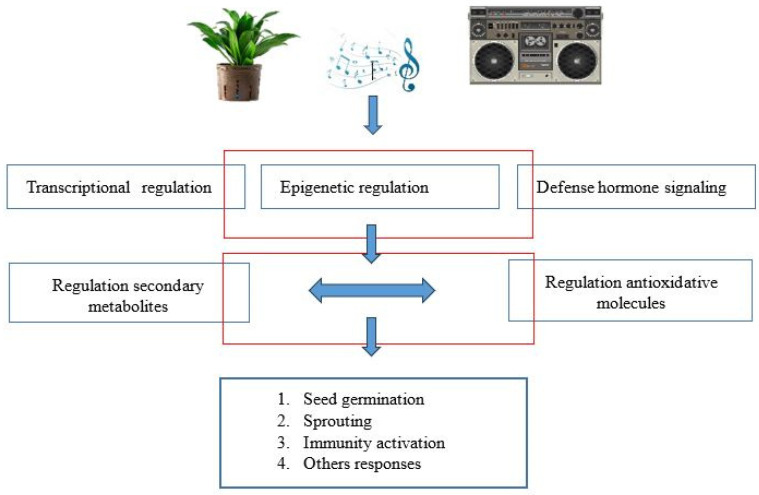 Transcriptional regulation
Epigenetic regulation
Defense hormone signaling
Regulation secondary
metabolites
Regulation antioxidative
molecules
1. Seed germination
2. Sprouting
3. Immunity activation
4. Others responses